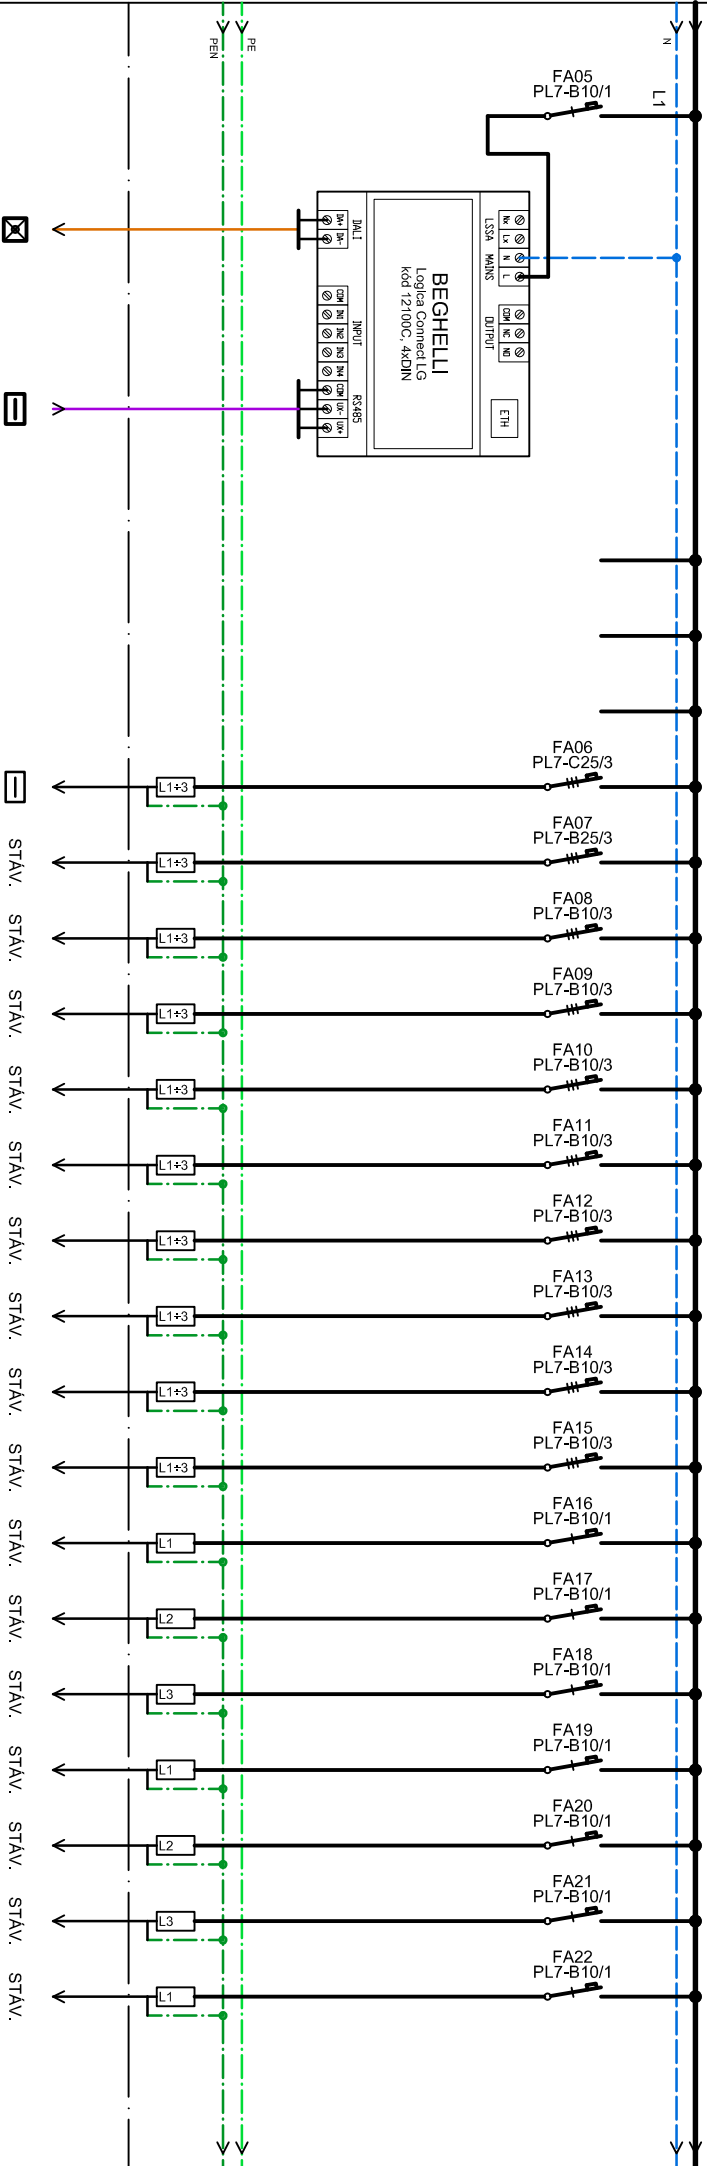 PEN
PE
N
L1
FA05
PL7-B10/1
DALI
DA+
DA-
INPUT
COM
IN1
IN2
IN3
IN4
RS485
COM
UX-
UX+
BEGHELLI
Logica Connect LG
kód 12100C, 4xDIN
LSSA
MAINS
Nx
Lx
N
L
OUTPUT
COM
NC
NO
ETH
FA06
PL7-C25/3
L1÷3
FA07
PL7-B25/3
L1÷3
STÁV.
FA08
PL7-B10/3
L1÷3
STÁV.
FA09
PL7-B10/3
L1÷3
STÁV.
FA10
PL7-B10/3
L1÷3
STÁV.
FA11
PL7-B10/3
L1÷3
STÁV.
FA12
PL7-B10/3
L1÷3
STÁV.
FA13
PL7-B10/3
L1÷3
STÁV.
FA14
PL7-B10/3
L1÷3
STÁV.
FA15
PL7-B10/3
L1÷3
STÁV.
FA16
PL7-B10/1
L1
STÁV.
FA17
PL7-B10/1
L2
STÁV.
FA18
PL7-B10/1
L3
STÁV.
FA19
PL7-B10/1
L1
STÁV.
FA20
PL7-B10/1
L2
STÁV.
FA21
PL7-B10/1
L3
STÁV.
FA22
PL7-B10/1
L1
STÁV.